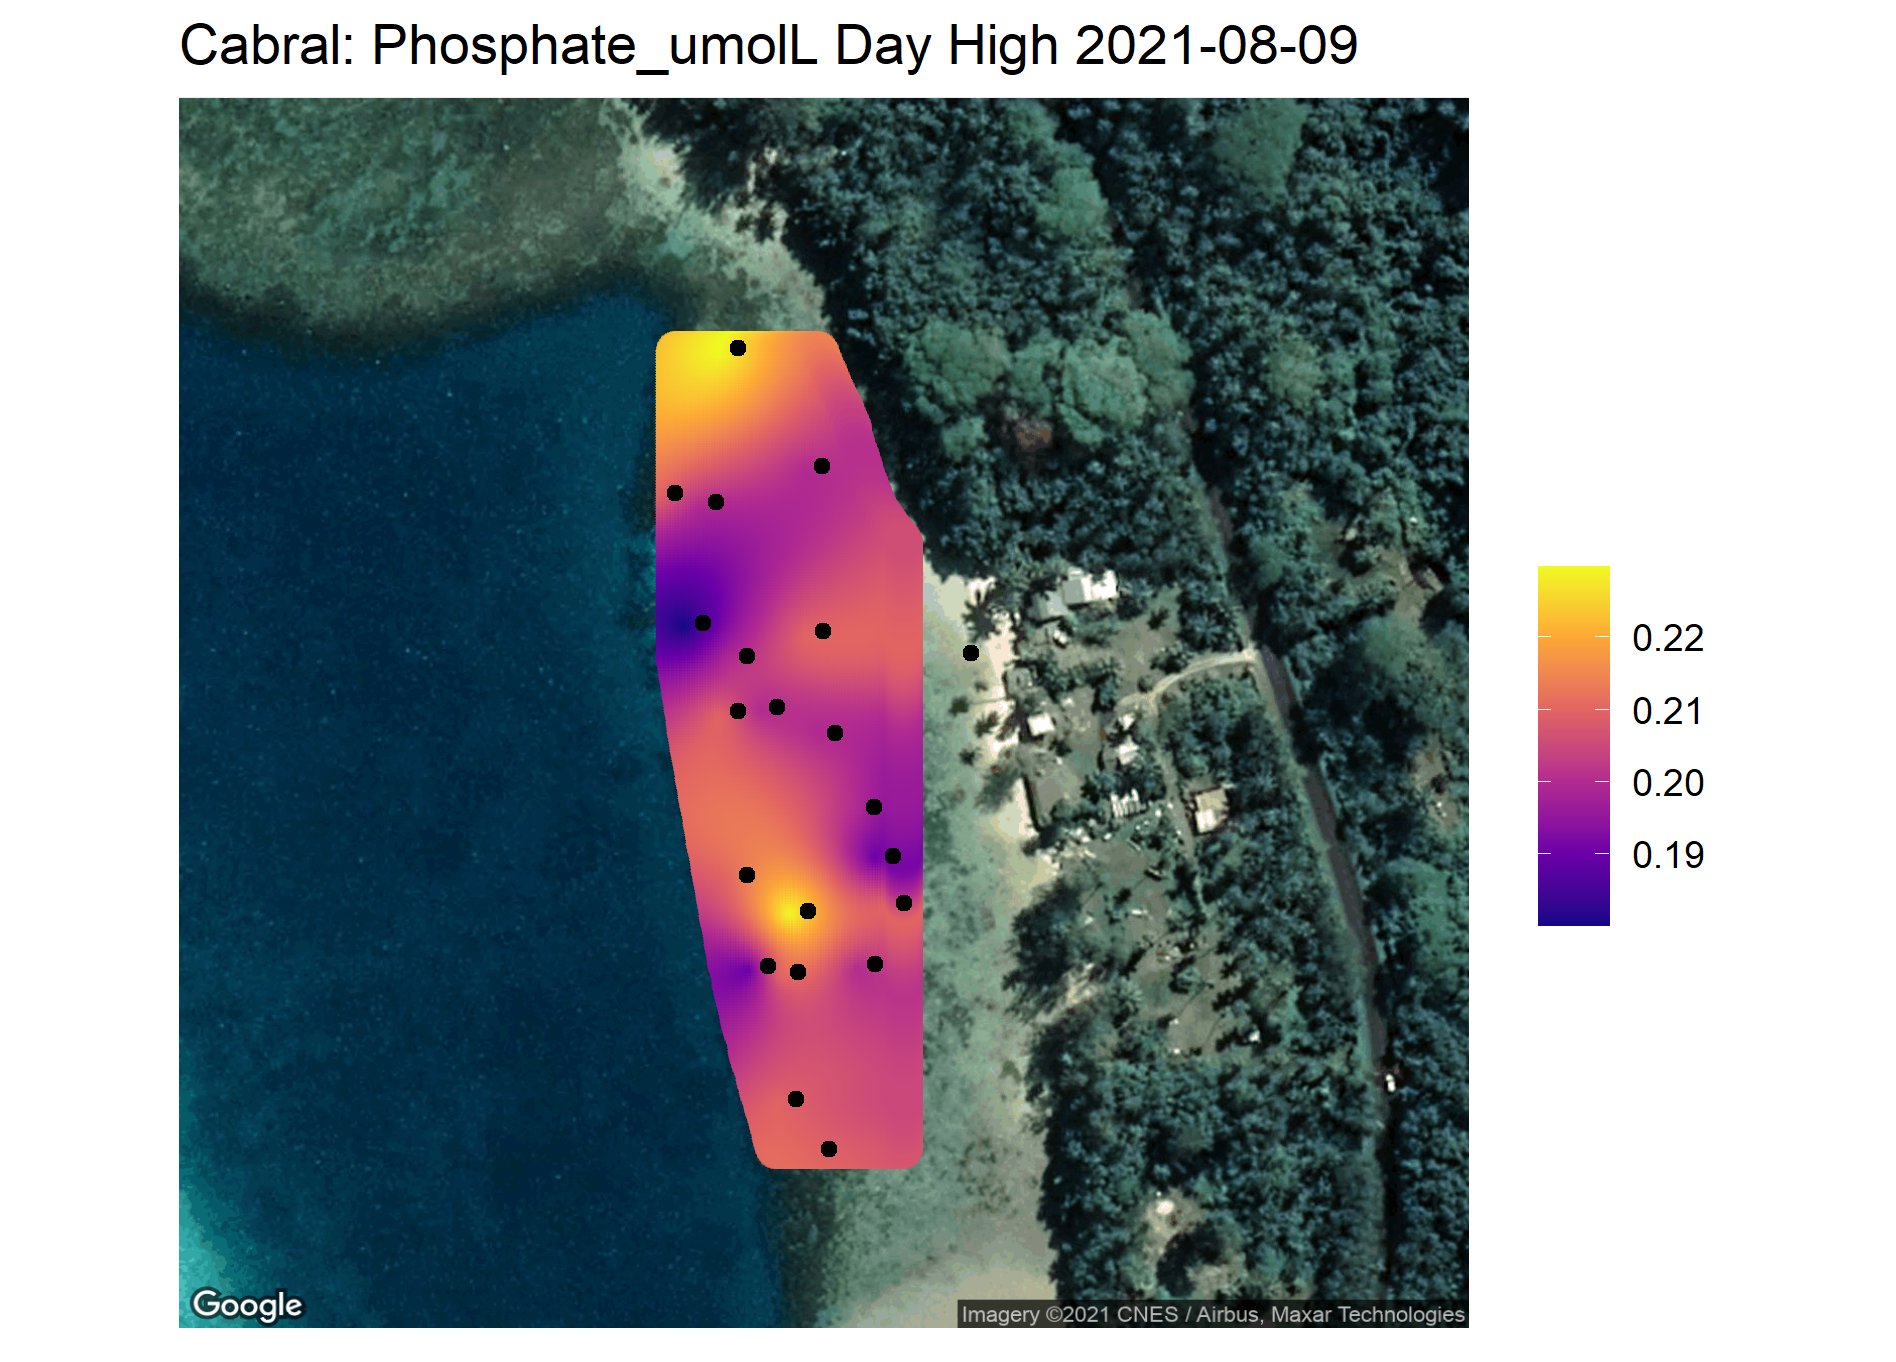 Cabral: Phosphate_umolL Day High 2021-08-09
0.22
0.21
0.20
0.19
Google
Imagery ©2021 CNES / Airbus, Maxar Technologies